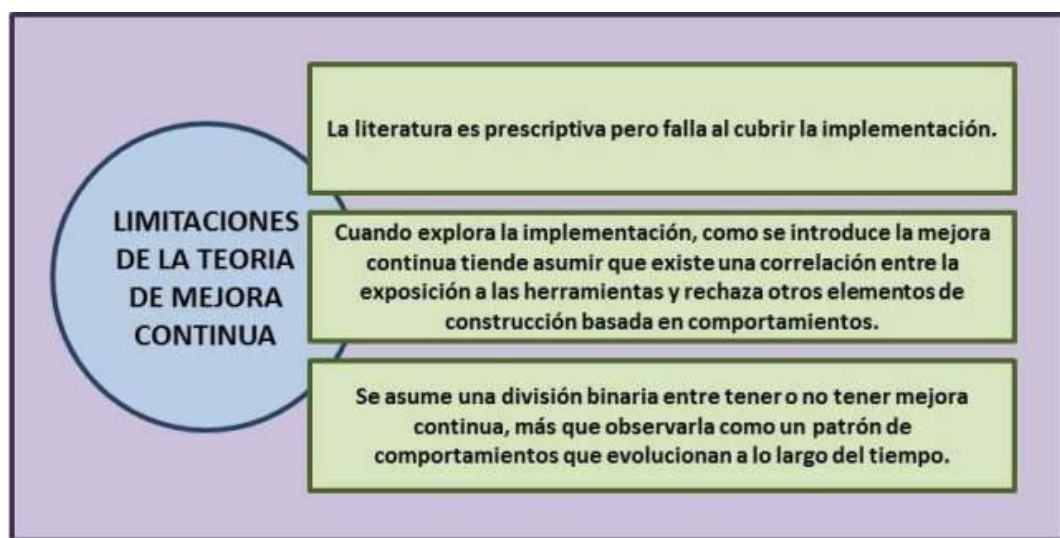 LIMITACIONES
DE LA TEORIA
DE MEJORA
CONTINUA
La literatura es prescriptiva pero falla al cubrir la implementación.
Cuando explora la implementación, como se introduce la mejora
continua tiende asumir que existe una correlación entre la
exposición a las herramientas y rechaza otros elementos de
construcción basada en comportamientos.
Se asume una división binaria entre tener o no tener mejora
continua, más que observarla como un patrón de
comportamientos que evolucionan a lo largo del tiempo.